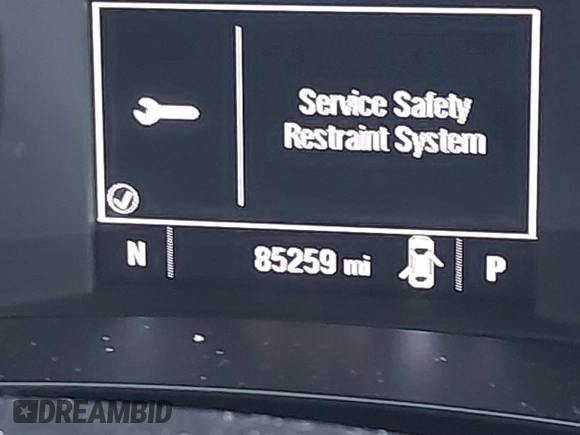 Service Safety
Restraint System
N 85259 mi P
DREAMBID